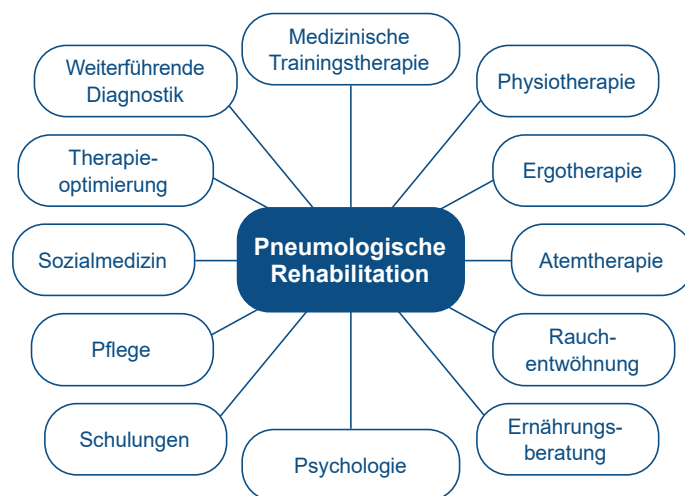 Medizinische
Trainingstherapie
Weiterführende
Diagnostik
Physiotherapie
Therapie-
optimierung
Ergotherapie
Pneumologische
Rehabilitation
Sozialmedizin
Atemtherapie
Pflege
Rauch-
entwöhnung
Schulungen
Ernährungs-
beratung
Psychologie